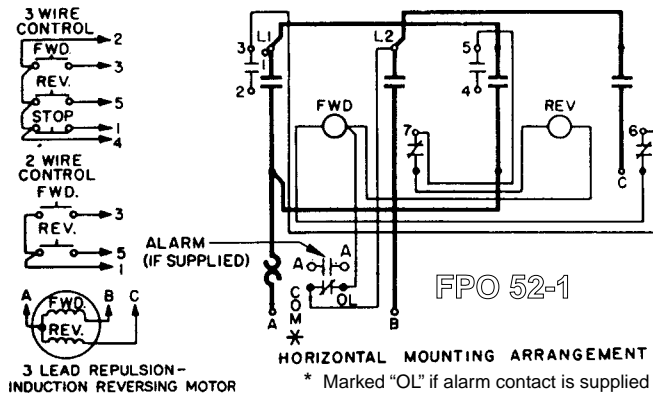 3 WIRE
CONTROL
FWD.
2
3
REV.
5
STOP
1
4
2 WIRE
CONTROL
FWD.
3
REV.
5
1
A
FWD.
B
C
REV.
3 LEAD REPULSION-
INDUCTION REVERSING MOTOR
3
L1
1
2
L2
5
4
FWD
REV
7
6
C
ALARM
(IF SUPPLIED)
A
A
COM
OL
*
A
B
FPO 52-1
HORIZONTAL MOUNTING ARRANGEMENT
* Marked “OL” if alarm contact is supplied